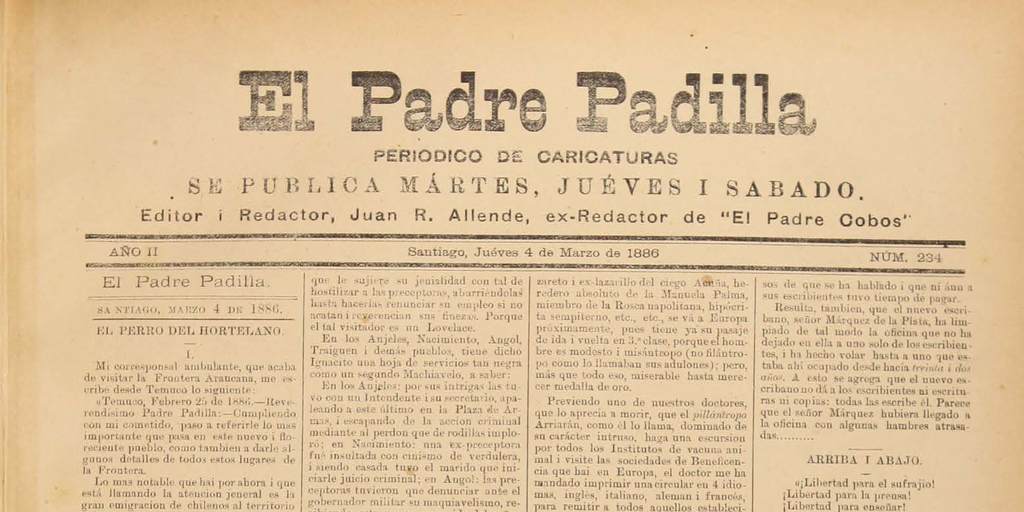 El Padre Padilla
PERIODICO DE CARICATURAS
SE PUBLICA MÁRTES, JUÉVES I SABADO.
Editor i Redactor, Juan R. Allende, ex-Redactor de "El Padre Cobos"
AÑO II Santiago, Juéves 4 de Marzo de 1886 NÚM. 234
El Padre Padilla.
SANTIAGO, MARZO 4 DE 1886.
EL PERRO DEL HORTELANO.
I.
Mi corresponsal ambulante, que acaba
de visitar la Frontera Araucana, me es-
cribe desde Temuco lo siguiente:
«Temuco, Febrero 25 de 1886.—Reve-
rendísimo Padre Padilla:—Cumpliendo
con mi cometido, paso a referirle lo mas
importante que pasa en este nuevo i flo-
reciente pueblo, como tambien a darle al-
gunos detalles de todos estos lugares de
la Frontera.
Lo mas notable que hai por ahora i que
está llamando la atencion jeneral es la
gran emigracion de chilenos al territorio
que le sujiere su jenialidad con tal de
hostilizar a las preceptoras, aburriéndolas
hasta hacerlas renunciar su empleo si no
acatan i reverencian sus finezas. Porque
el tal visitador es un Lovelace.
En los Anjeles, Nacimiento, Angol,
Traiguen i demás pueblos, tiene dicho
Ignacito una hoja de servicios tan negra
como un segundo Machiavelo, a saber:
En los Anjeles: por sus intrigas las tu-
vo con un Intendente i su secretario, apa-
leando a este último en la Plaza de Ar-
mas, i escapando de la accion criminal
mediante al perdon que de rodillas implo-
ró; en Nacimiento: una ex-preceptora
fué insultada con cinismo de verdulera,
i siendo casada tuvo el marido que ini-
ciarle juicio criminal; en Angol: las pre-
ceptoras tuvieron que denunciar ante el
gobernador militar su maquiavelismo, re-
zareto i ex-lazarillo del ciego Acuña, he-
redero absoluto de la Manuela Palma,
miembro de la Rosca napolitana, hipócri-
ta sempiterno, etc., etc., se vá a Europa
próximamente, pues tiene ya su pasaje
de ida i vuelta en 3.ª clase, porque el hom-
bre es modesto i misántropo (no filántro-
po como lo llamaban sus adulones); pero,
más que todo eso, miserable hasta mere-
cer medalla de oro.
Previendo uno de nuestros doctores,
que lo aprecia a morir, que el pillántropo
Arriarán, como él lo llama, dominado de
su carácter intruso, haga una escursion
por todos los Institutos de vacuna ani-
mal i visite las sociedades de Beneficen-
cia que hai en Europa, el doctor me ha
mandado imprimir una circular en 4 idio-
mas, inglés, italiano, aleman i francés,
para remitir a todos aquellos estableci-
sos de que se ha hablado i que ni áun a
sus escribientes tuvo tiempo de pagar.
Resulta, tambien, que el nuevo escri-
bano, señor Márquez de la Plata, ha lim-
piado de tal modo la oficina que no ha
dejado en ella a uno solo de los escribien-
tes, i ha hecho volar hasta a uno que es-
taba ahí ocupado desde hacia treinta i dos
años. A esto se agrega que el nuevo es-
cribano no dá a los escribientes ni escritu-
ras ni copias: todas las escribe él. Parece
que el señor Márquez hubiera llegado a
la oficina con algunas hambres atrasa-
das..........
ARRIBA I ABAJO.
«¡Libertad para el sufrajio!
¡Libertad para la prensa!
¡Libertad para enseñar!